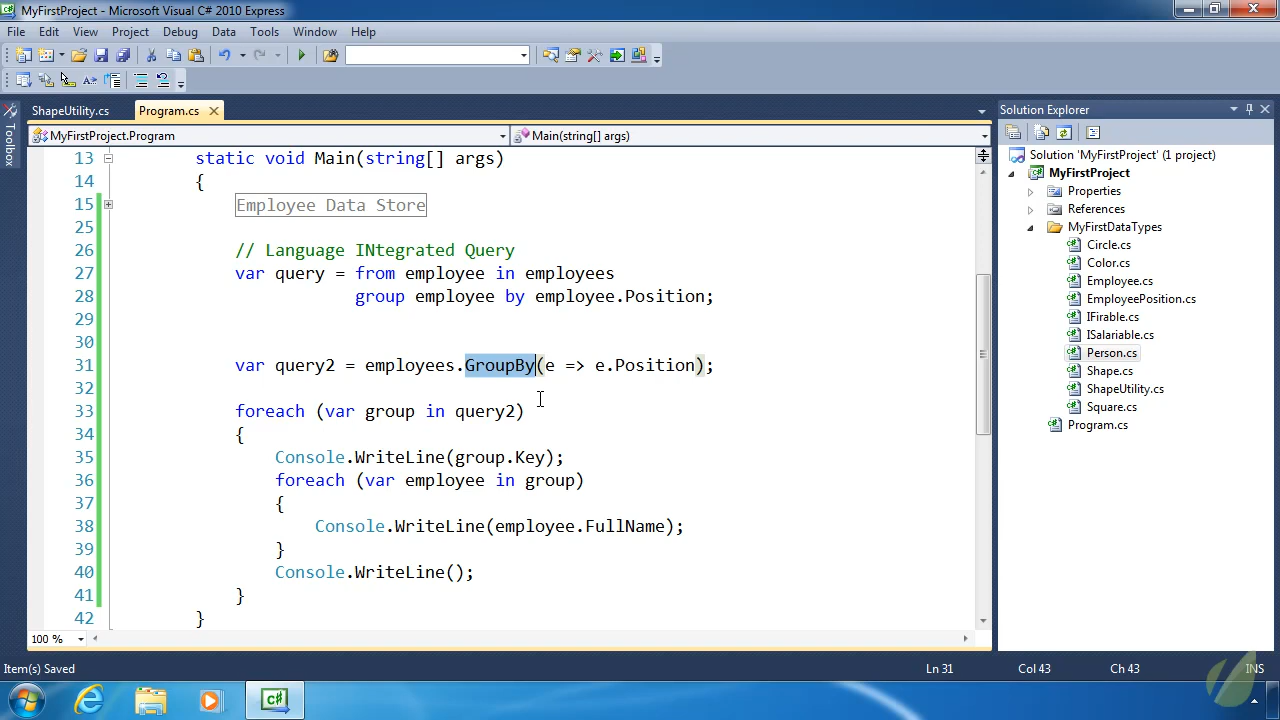 MyFirstProject - Microsoft Visual C# 2010 Express
File Edit View Project Debug Data Tools Window Help
ShapeUtility.cs Program.cs
Toolbox
MyFirstProject.Program
Main(string[] args)
13 static void Main(string[] args)
14 {
15 Employee Data Store
25
26 // Language INtegrated Query
27 var query = from employee in employees
28 group employee by employee.Position;
29
30
31 var query2 = employees.GroupBy(e => e.Position);
32
33 foreach (var group in query2)
34 {
35 Console.WriteLine(group.Key);
36 foreach (var employee in group)
37 {
38 Console.WriteLine(employee.FullName);
39 }
40 Console.WriteLine();
41 }
42 }
100 %
Solution Explorer
Solution 'MyFirstProject' (1 project)
MyFirstProject
Properties
References
MyFirstDataTypes
Circle.cs
Color.cs
Employee.cs
EmployeePosition.cs
IFirable.cs
ISalariable.cs
Person.cs
Shape.cs
ShapeUtility.cs
Square.cs
Program.cs
Item(s) Saved
Ln 31 Col 43 Ch 43 INS
C#